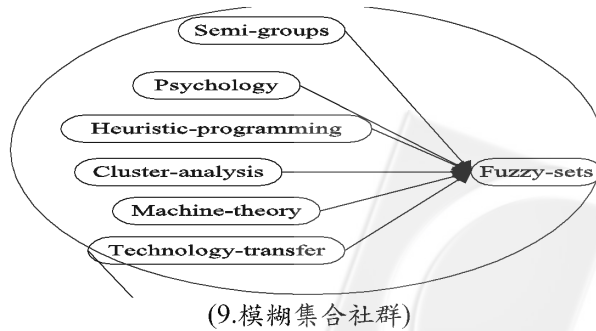 Semi-groups
Psychology
Heuristic-programming
Cluster-analysis
Fuzzy-sets
Machine-theory
Technology-transfer
(9.模糊集合社群)